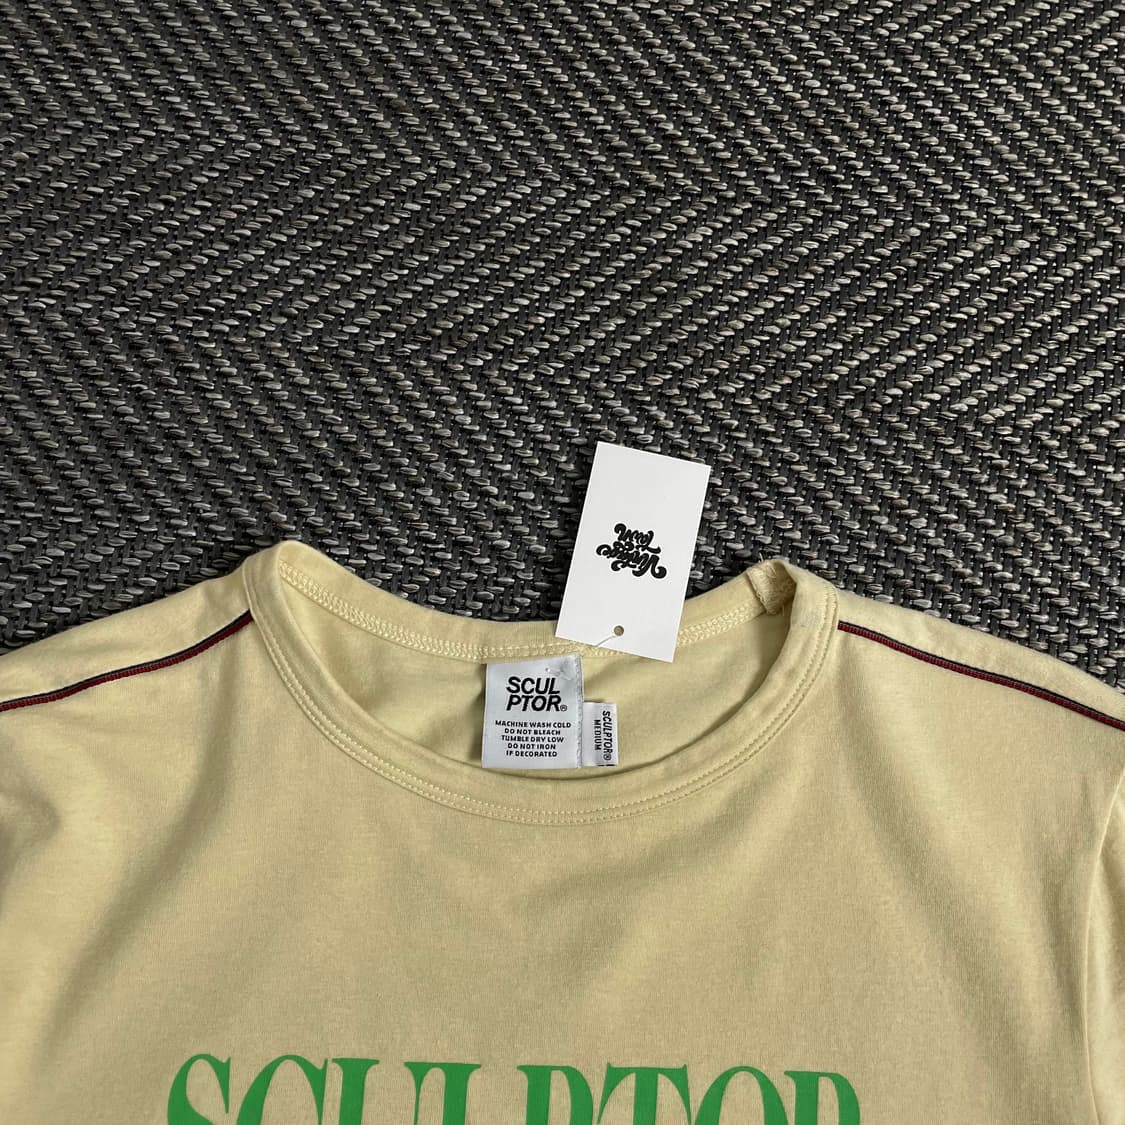 SCUL
PTOR®
MACHINE WASH COLD
DO NOT BLEACH
TUMBLE DRY LOW
DO NOT IRON
IF DECORATED
SCULPTOR®
MEDIUM
SCULPTOR